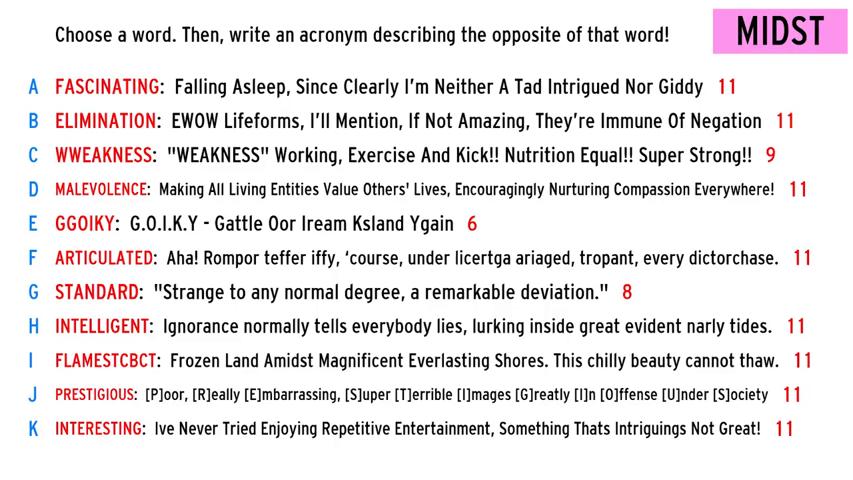 Choose a word. Then, write an acronym describing the opposite of that word!
MIDST
A FASCINATING: Falling Asleep, Since Clearly I'm Neither A Tad Intrigued Nor Giddy 11
B ELIMINATION: EWOW Lifeforms, I'll Mention, If Not Amazing, They're Immune Of Negation 11
C WWEAKNESS: "WEAKNESS" Working, Exercise And Kick!! Nutrition Equal!! Super Strong!! 9
D MALEVOLENCE: Making All Living Entities Value Others' Lives, Encouragingly Nurturing Compassion Everywhere! 11
E GGOIKY: G.O.I.K.Y - Gattle Oor Iream Ksland Ygain 6
F ARTICULATED: Aha! Rompor teffer iffy, 'course, under licertga ariaged, tropant, every dictorchase. 11
G STANDARD: "Strange to any normal degree, a remarkable deviation." 8
H INTELLIGENT: Ignorance normally tells everybody lies, lurking inside great evident narly tides. 11
I FLAMESTCBCT: Frozen Land Amidst Magnificent Everlasting Shores. This chilly beauty cannot thaw. 11
J PRESTIGIOUS: [P]oor, [R]eally [E]mbarrassing, [S]uper [T]errible [I]mages [G]reatly [I]n [O]ffense [U]nder [S]ociety 11
K INTERESTING: Ive Never Tried Enjoying Repetitive Entertainment, Something Thats Intriguings Not Great! 11